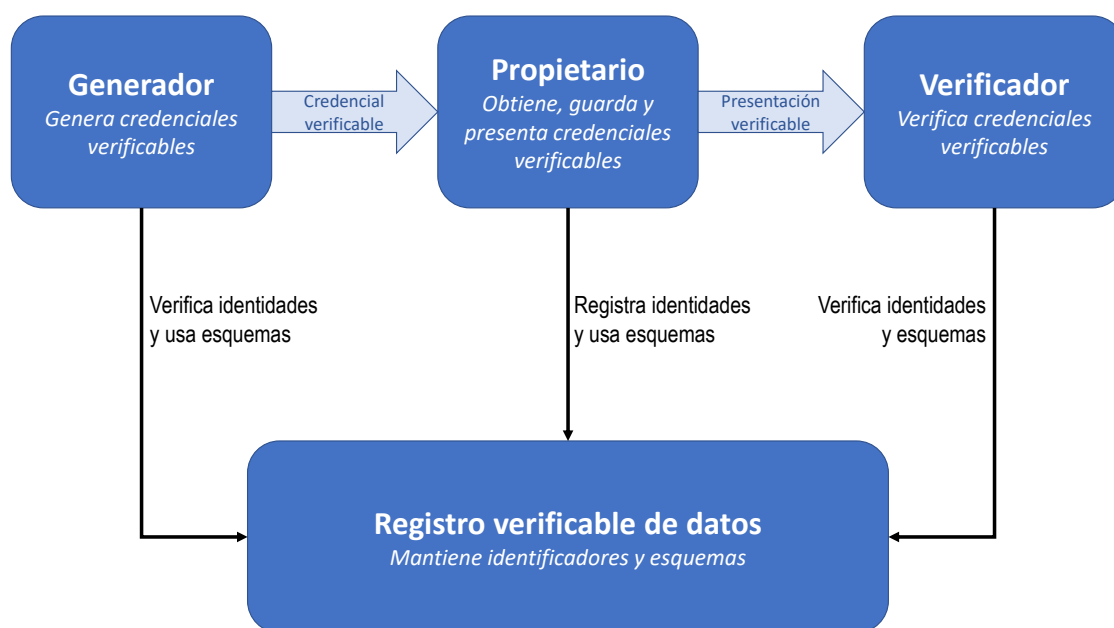 Generador
Genera credenciales
verificables
Credencial
verificable
Propietario
Obtiene, guarda y
presenta credenciales
verificables
Presentación
verificable
Verificador
Verifica credenciales
verificables
Verifica identidades
y usa esquemas
Registra identidades
y usa esquemas
Verifica identidades
y esquemas
Registro verificable de datos
Mantiene identificadores y esquemas